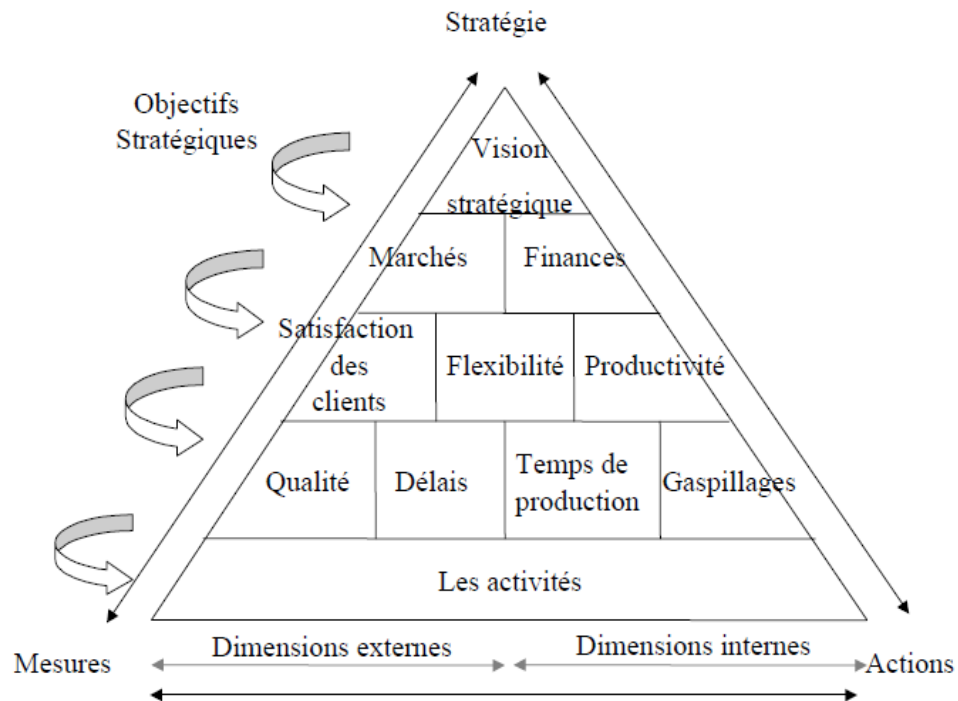 Stratégie
Objectifs
Stratégiques
Vision
stratégique
Marchés
Finances
Satisfaction
des
clients
Flexibilité
Productivité
Qualité
Délais
Temps de
production
Gaspillages
Les activités
Dimensions externes
Dimensions internes
Mesures
Actions